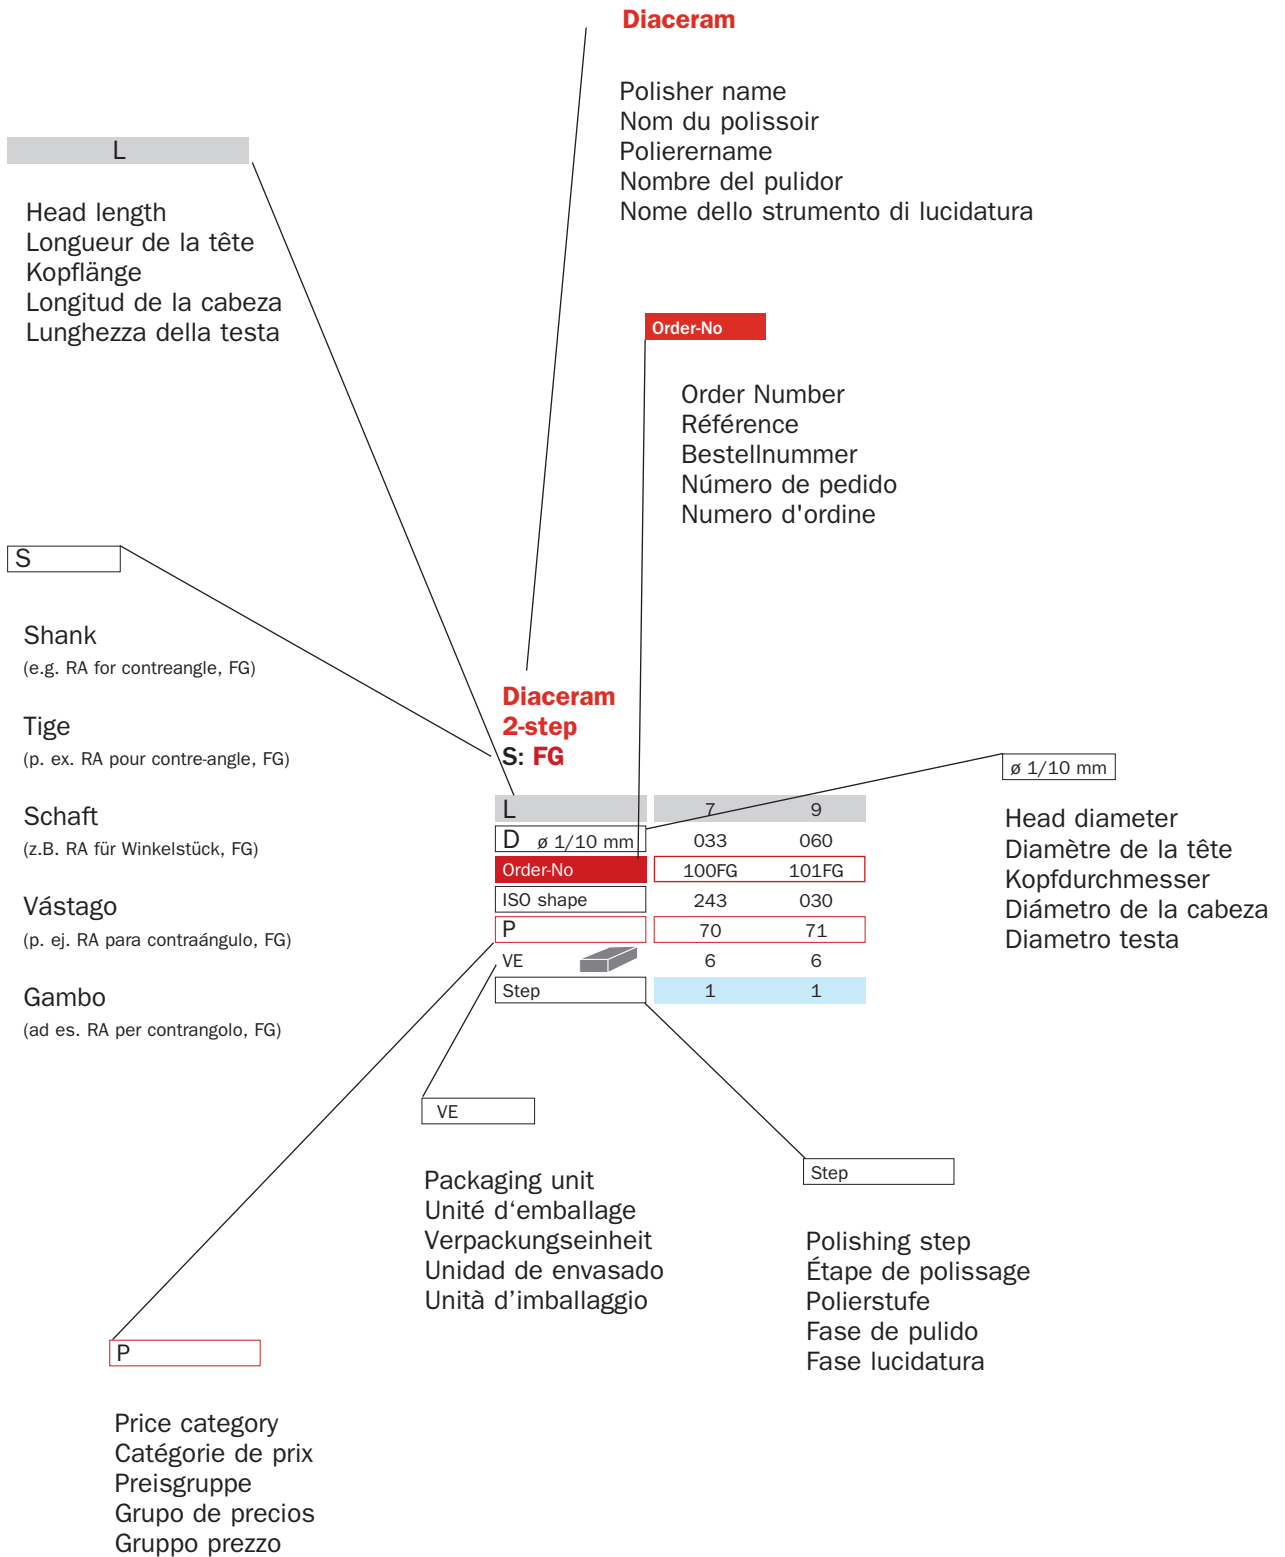 Diaceram
Polisher name
Nom du polissoir
Polierername
Nombre del pulidor
Nome dello strumento di lucidatura
L
Head length
Longueur de la tête
Kopflänge
Longitud de la cabeza
Lunghezza della testa
Order-No
Order Number
Référence
Bestellnummer
Número de pedido
Numero d'ordine
S
Shank
(e.g. RA for contreangle, FG)
Tige
(p. ex. RA pour contre-angle, FG)
Schaft
(z.B. RA für Winkelstück, FG)
Vástago
(p. ej. RA para contraángulo, FG)
Gambo
(ad es. RA per contrangolo, FG)
Diaceram
2-step
S: FG
L 7 9
D ø 1/10 mm 033 060
Order-No 100FG 101FG
ISO shape 243 030
P 70 71
VE 6 6
Step 1 1
ø 1/10 mm
Head diameter
Diamètre de la tête
Kopfdurchmesser
Diámetro de la cabeza
Diametro testa
VE
Packaging unit
Unité d‘emballage
Verpackungseinheit
Unidad de envasado
Unità d’imballaggio
Step
Polishing step
Étape de polissage
Polierstufe
Fase de pulido
Fase lucidatura
P
Price category
Catégorie de prix
Preisgruppe
Grupo de precios
Gruppo prezzo